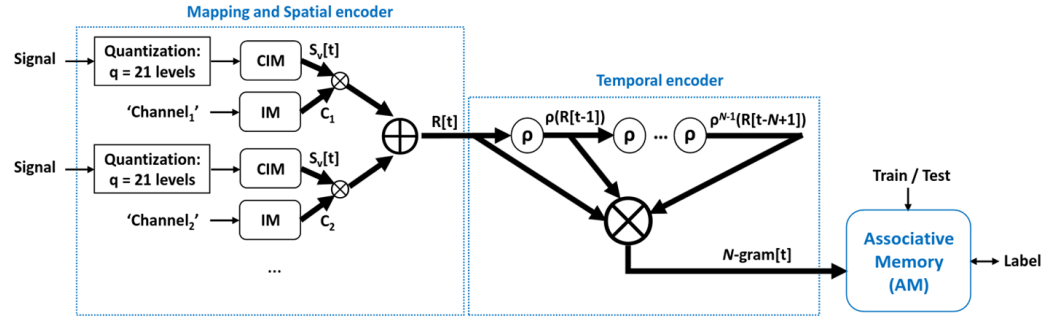 Mapping and Spatial encoder
Signal
Quantization:
q = 21 levels
CIM
Sv[t]
'Channel1'
IM
C1
Signal
Quantization:
q = 21 levels
CIM
Sv[t]
'Channel2'
IM
C2
...
R[t]
Temporal encoder
ρ
ρ(R[t-1])
ρ
...
ρ
ρN-1(R[t-N+1])
N-gram[t]
Train / Test
Associative
Memory
(AM)
Label